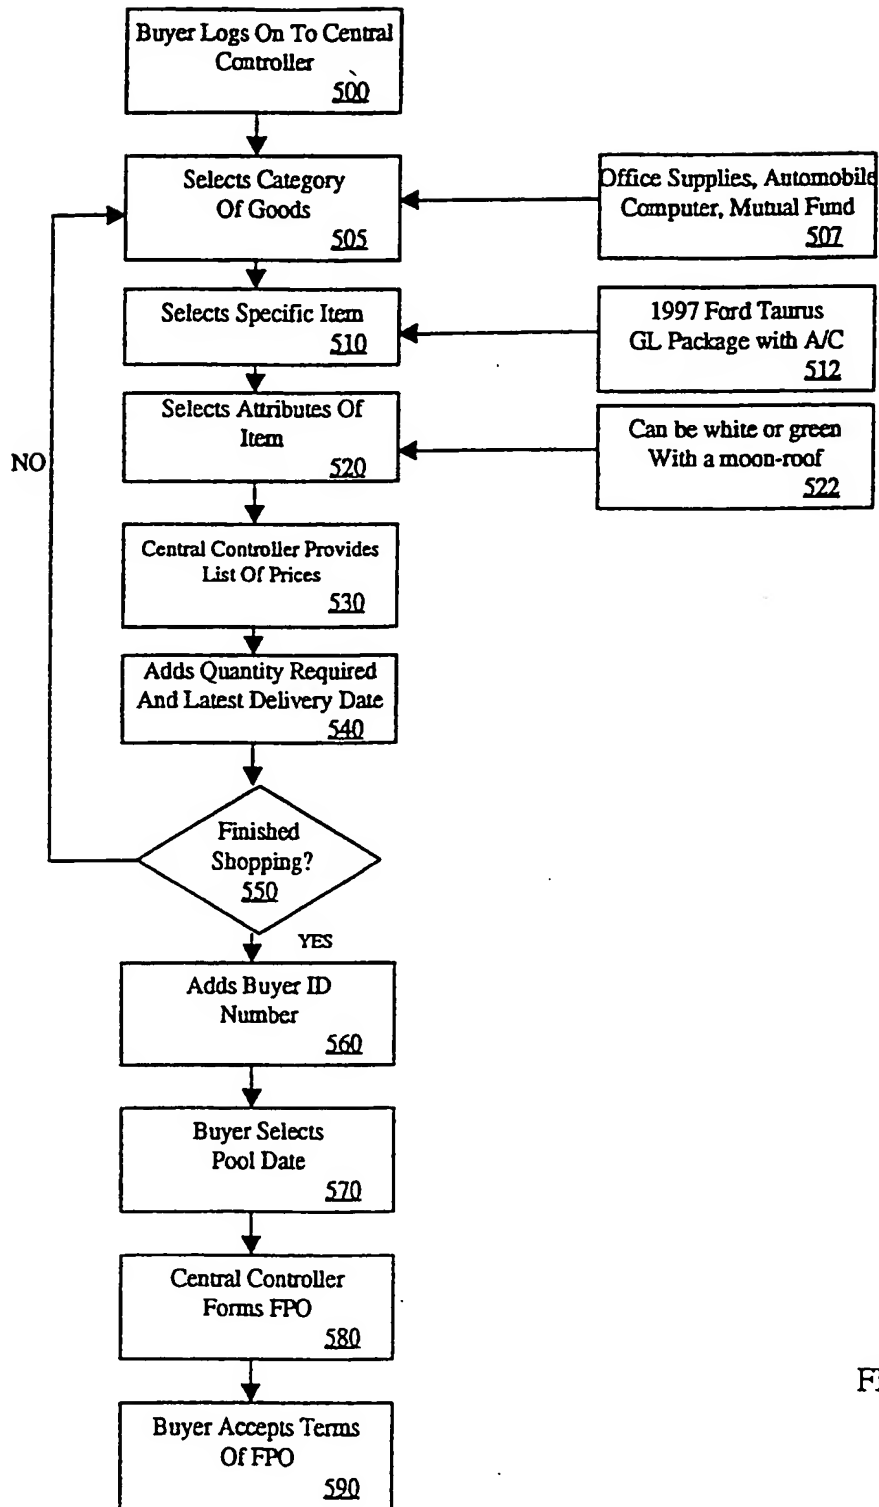 Buyer Logs On To Central
Controller
500
Selects Category
Of Goods
505
Office Supplies, Automobile
Computer, Mutual Fund
507
Selects Specific Item
510
1997 Ford Taurus
GL Package with A/C
512
Selects Attributes Of
Item
520
Can be white or green
With a moon-roof
522
NO
Central Controller Provides
List Of Prices
530
Adds Quantity Required
And Latest Delivery Date
540
Finished
Shopping?
550
YES
Adds Buyer ID
Number
560
Buyer Selects
Pool Date
570
Central Controller
Forms FPO
580
Buyer Accepts Terms
Of FPO
590